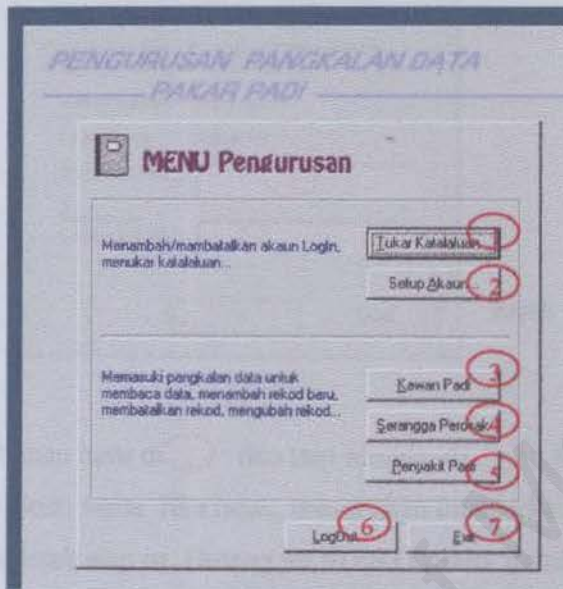 PENGURUSAN PANGKALAN DATA
PAKAR PADI
MENU Pengurusan
Menambah/mambatalkan akaun Login,
menukar katalaluan...
Tukar Katalaluan 1
Setup Akaun... 2
Memasuki pangkalan data untuk
membaca data, menambah rekod baru,
membatalkan rekod, mengubah rekod...
Kawan Padi 3
Serangga Perosak 4
Penyakit Padi 5
LogOut 6
Exit 7